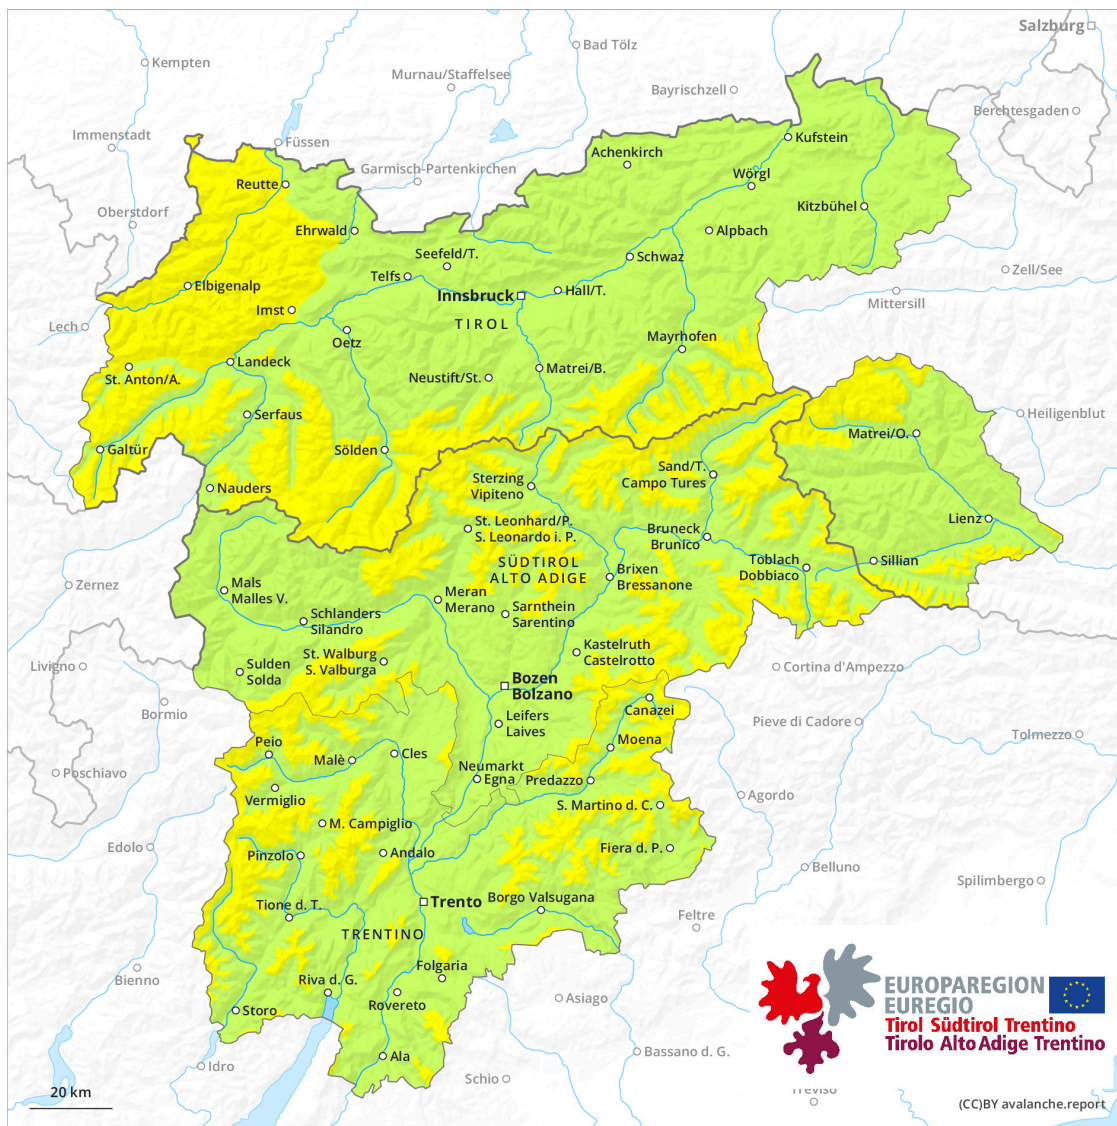 Salzburg
Bad Tölz
Kempten
Murnau/Staffelsee
Bayrischzell
Berchtesgaden
Immenstadt
Füssen
Kufstein
Achenkirch
Garmisch-Partenkirchen
Wörgl
Reutte
Oberstdorf
Kitzbühel
Ehrwald
Alpbach
Seefeld/T.
Schwaz
Zell/See
Telfs
Elbigenalp
Hall/T.
Innsbruck
Mittersill
Imst
TIROL
Lech
Oetz
Mayrhofen
Landeck
Matrei/B.
St. Anton/A.
Neustift/St.
Serfaus
Heiligenblut
Matrei/O.
Galtür
Sölden
Sand/T.
Campo Tures
Sterzing
Vipiteno
Nauders
St. Leonhard/P.
S. Leonardo i. P.
Lienz
Bruneck
Brunico
Toblach
Dobbiaco
Sillian
SÜDTIROL
ALTO ADIGE
Brixen
Bressanone
Zernez
Mals
Malles V.
Meran
Merano
Sarnthein
Sarentino
Schlanders
Silandro
Kastelruth
Castelrotto
St. Walburg
S. Valburga
Livigno
Sulden
Solda
Cortina d'Ampezzo
Bozen
Bolzano
Bormio
Canazei
Leifers
Laives
Pieve di Cadore
Tolmezzo
Peio
Moena
Cles
Malè
Poschiavo
Neumarkt
Egna
Predazzo
Vermiglio
Agordo
S. Martino d. C.
M. Campiglio
Edolo
Pinzolo
Andalo
Fiera d. P.
Belluno
Spilimbergo
Trento
Borgo Valsugana
Tione d. T.
Feltre
TRENTINO
Folgaria
Bienno
Riva d. G.
Rovereto
Asiago
Storo
EUROPAREGION
EUREGIO
Tirol Südtirol Trentino
Tirolo Alto Adige Trentino
Ala
Bassano d. G.
Idro
Schio
Treviso
20 km
(CC)BY avalanche.report